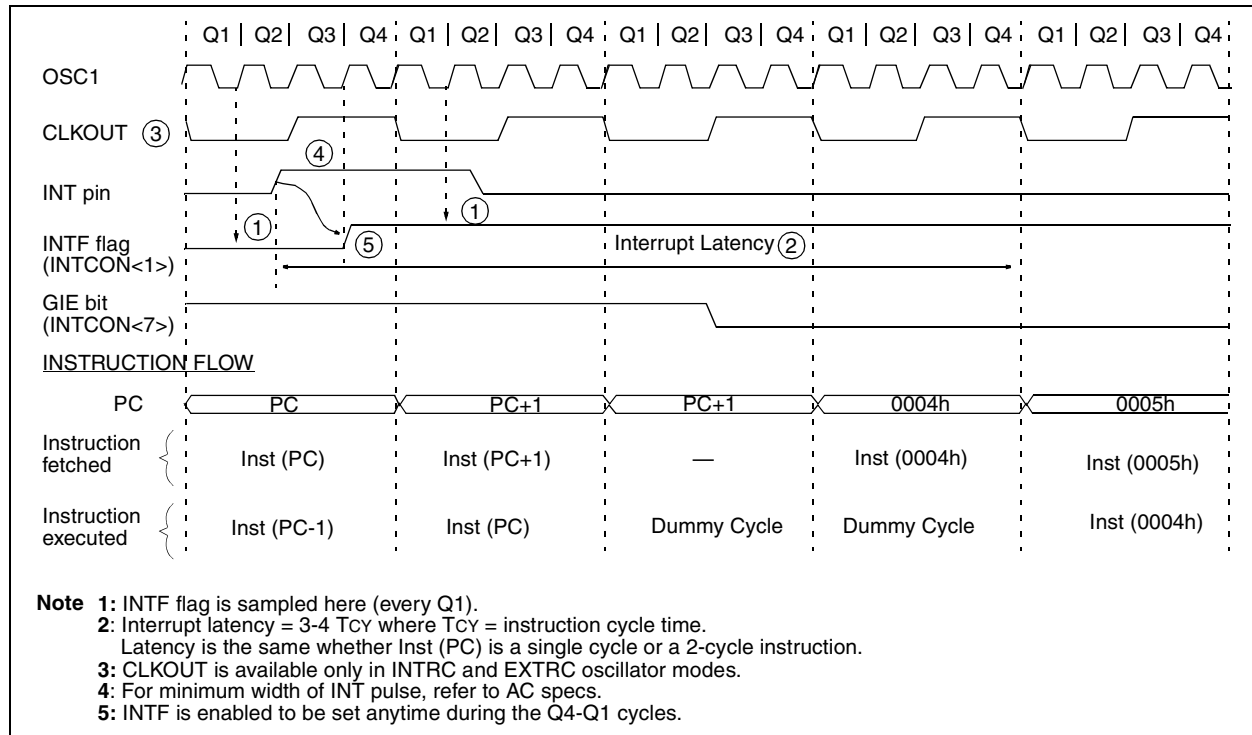 Q1 | Q2 | Q3 | Q4 Q1 | Q2 | Q3 | Q4 Q1 | Q2 | Q3 | Q4 Q1 | Q2 | Q3 | Q4 Q1 | Q2 | Q3 | Q4
OSC1
CLKOUT 3
4
INT pin
1 1
INTF flag
(INTCON<1>)
5
Interrupt Latency 2
GIE bit
(INTCON<7>)
INSTRUCTION FLOW
PC PC PC+1 PC+1 0004h 0005h
Instruction
fetched
Inst (PC) Inst (PC+1) — Inst (0004h) Inst (0005h)
Instruction
executed
Inst (PC-1) Inst (PC) Dummy Cycle Dummy Cycle Inst (0004h)
Note 1: INTF flag is sampled here (every Q1).
2: Interrupt latency = 3-4 TCY where TCY = instruction cycle time.
Latency is the same whether Inst (PC) is a single cycle or a 2-cycle instruction.
3: CLKOUT is available only in INTRC and EXTRC oscillator modes.
4: For minimum width of INT pulse, refer to AC specs.
5: INTF is enabled to be set anytime during the Q4-Q1 cycles.